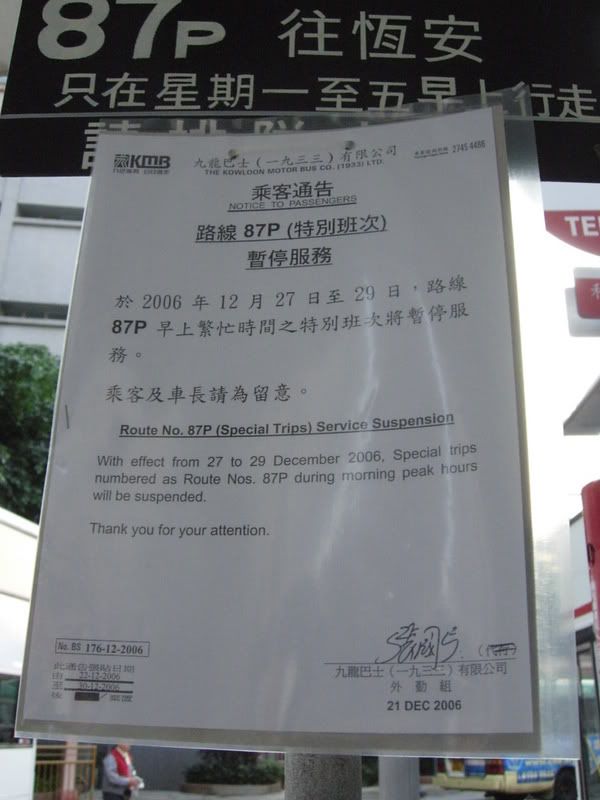 87P 往恆安
只在星期一至五早上行走
KMB
九龍巴士（一九三三）有限公司
THE KOWLOON MOTOR BUS CO. (1933) LTD.
2745 4466
乘客通告
NOTICE TO PASSENGERS
路線 87P (特別班次)
暫停服務
於 2006 年 12 月 27 日至 29 日，路線
87P 早上繁忙時間之特別班次將暫停服
務。
乘客及車長請為留意。
Route No. 87P (Special Trips) Service Suspension
With effect from 27 to 29 December 2006, Special trips
numbered as Route Nos. 87P during morning peak hours
will be suspended.
Thank you for your attention.
No. BS 176-12-2006
此通告張貼日期
由 22-12-2006
至 30-12-2006
後 棄置
（代行）
九龍巴士（一九三三）有限公司
外勤組
21 DEC 2006